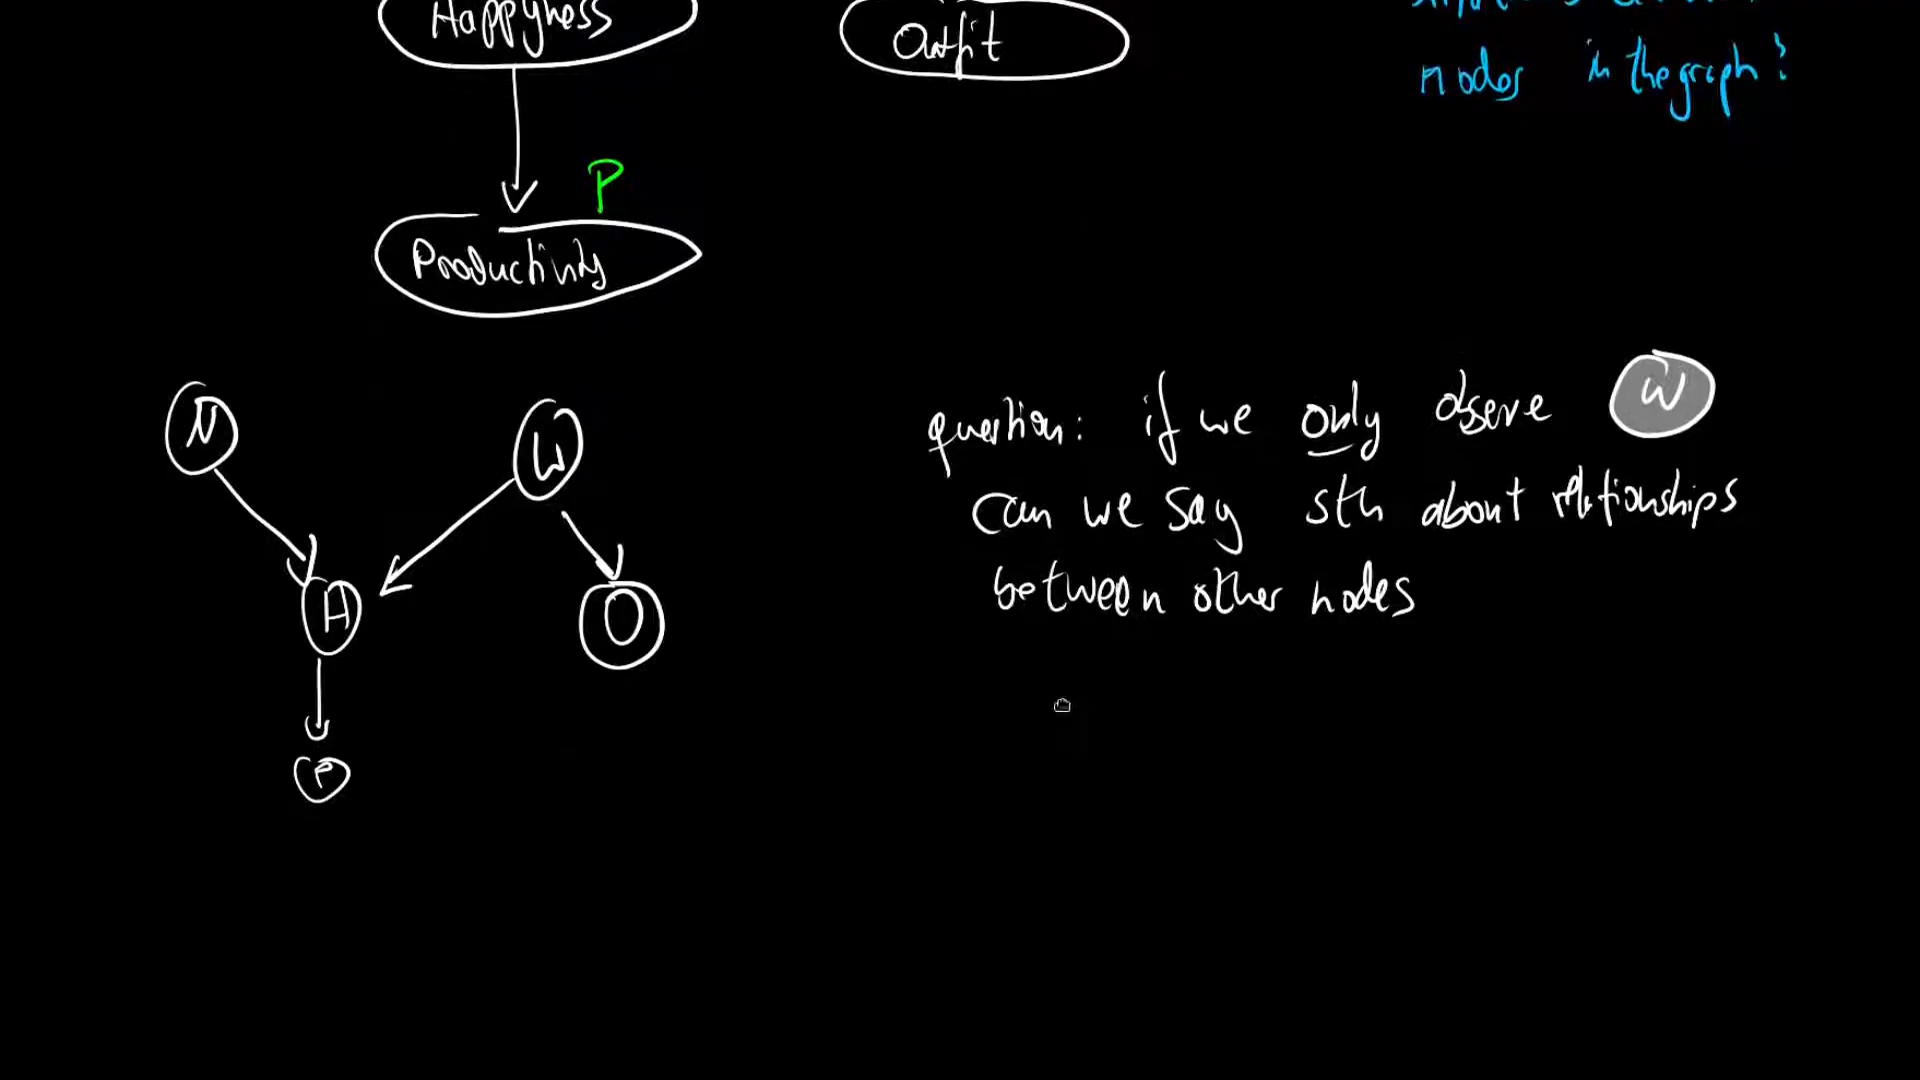 Happyness
Outfit
nodes in the graph?
P
Productivity
N
W
H
O
P
question: if we only observe W
can we say sth about relationships
between other nodes